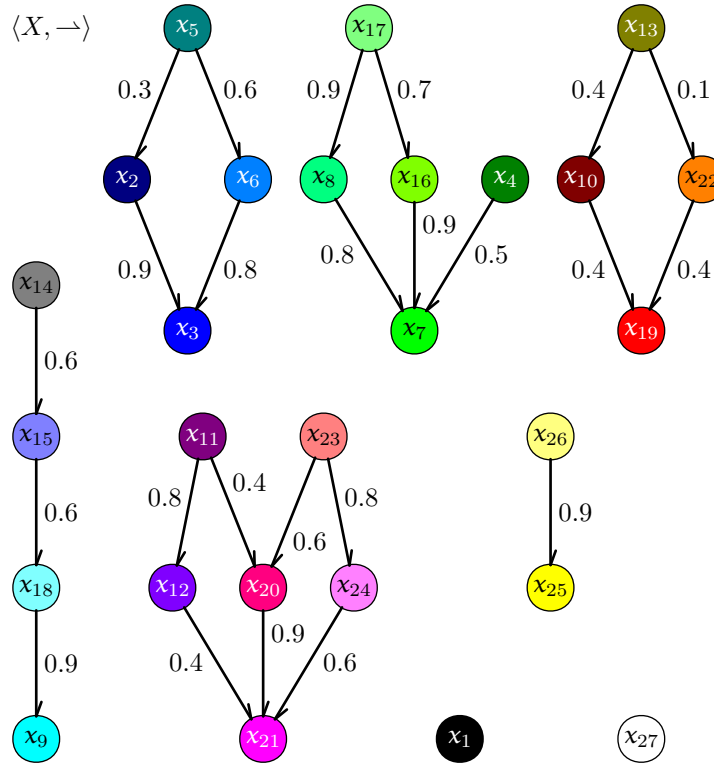 ⟨X, ⇀⟩
x₅ x₁₇ x₁₃
0.3 0.6 0.9 0.7 0.4 0.1
x₂ x₆ x₈ x₁₆ x₄ x₁₀ x₂₂
0.9 0.8 0.8 0.9 0.5 0.4 0.4
x₁₄
x₃ x₇ x₁₉
0.6
x₁₅ x₁₁ x₂₃ x₂₆
0.6 0.8 0.4 0.6 0.8 0.9
x₁₈ x₁₂ x₂₀ x₂₄ x₂₅
0.9 0.4 0.9 0.6
x₉ x₂₁ x₁ x₂₇